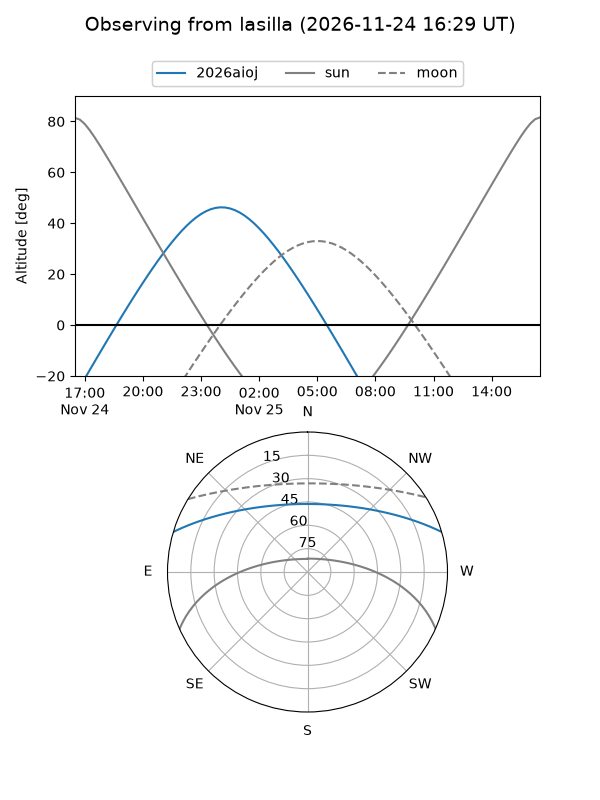 Observing from lasilla (2026-11-24 16:29 UT)
2026aioj sun moon
Altitude [deg]
80
60
40
20
0
−20
17:00 20:00 23:00 02:00 05:00 08:00 11:00 14:00
Nov 24 Nov 25
N
NE NW
15
30
45
60
75
E W
SE SW
S